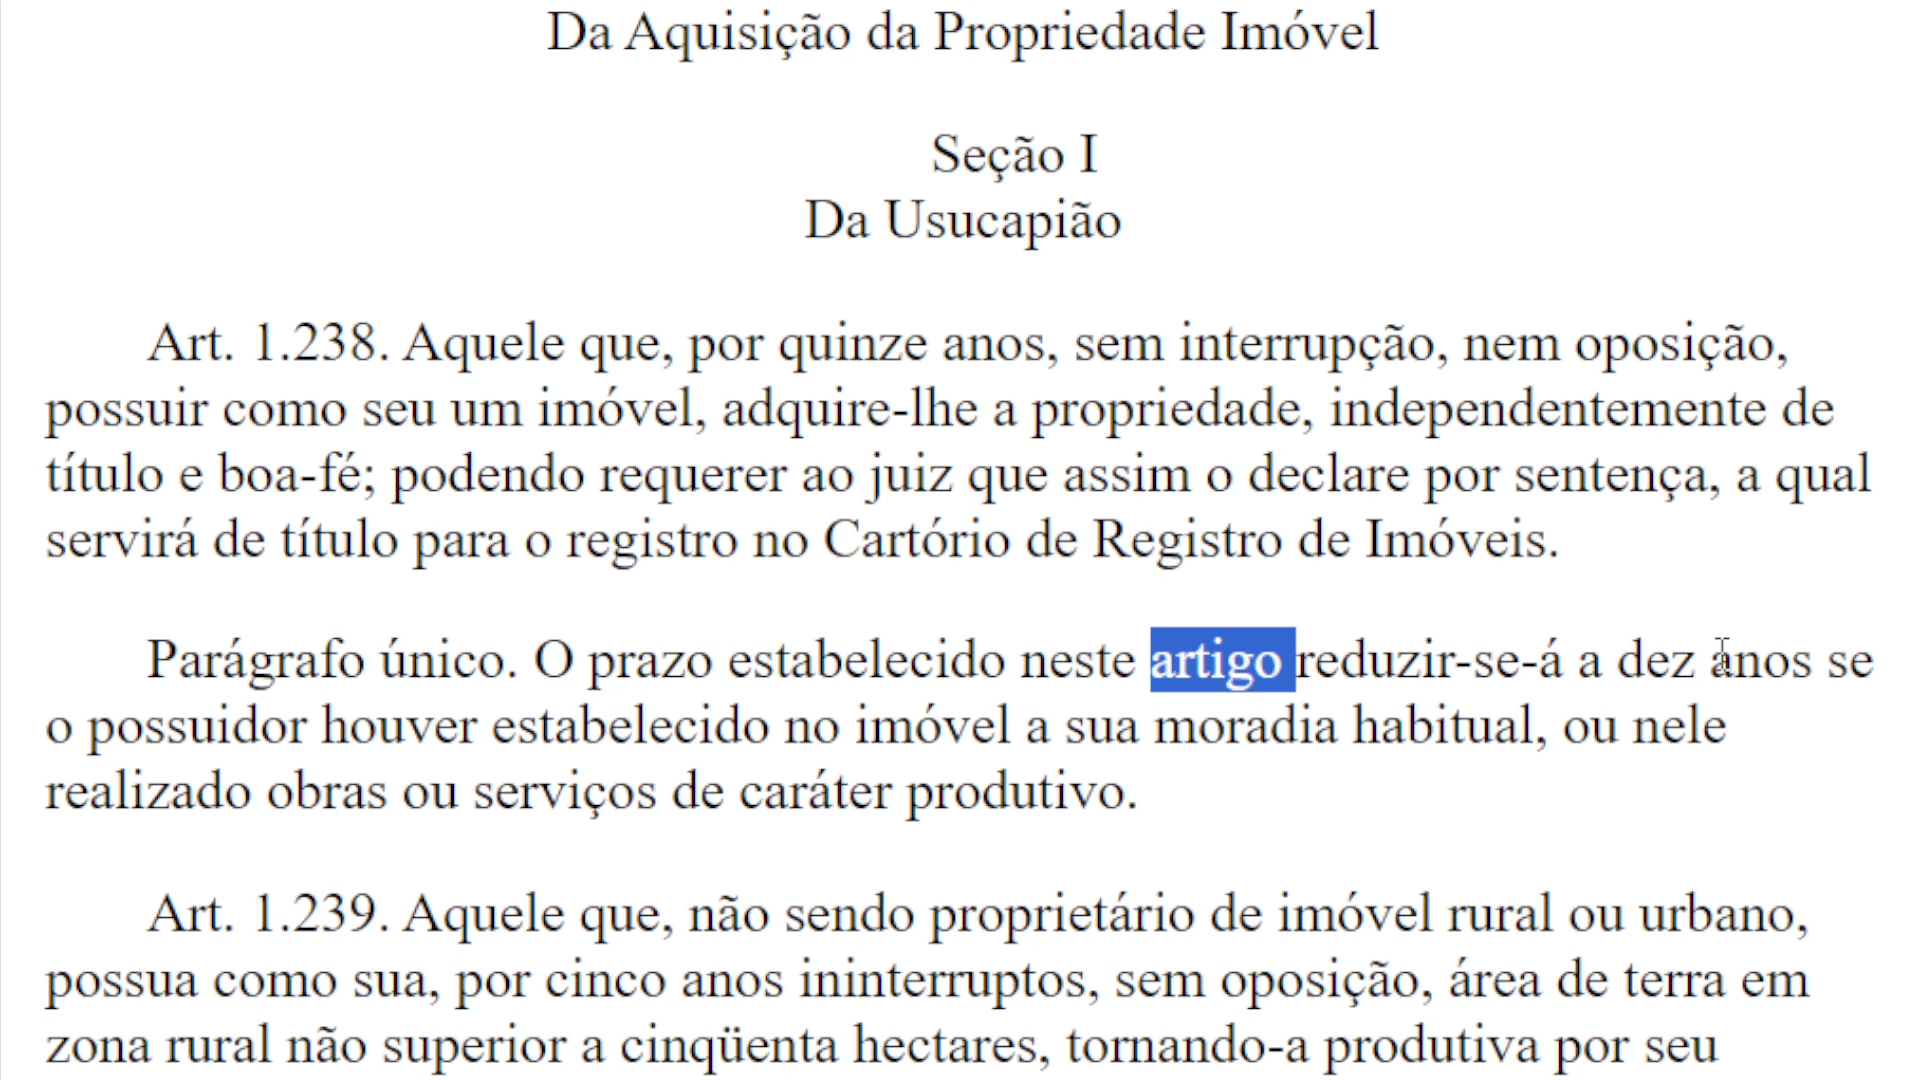 Da Aquisição da Propriedade Imóvel
Seção I
Da Usucapião
Art. 1.238. Aquele que, por quinze anos, sem interrupção, nem oposição,
possuir como seu um imóvel, adquire-lhe a propriedade, independentemente de
título e boa-fé; podendo requerer ao juiz que assim o declare por sentença, a qual
servirá de título para o registro no Cartório de Registro de Imóveis.
Parágrafo único. O prazo estabelecido neste artigo reduzir-se-á a dez anos se
o possuidor houver estabelecido no imóvel a sua moradia habitual, ou nele
realizado obras ou serviços de caráter produtivo.
Art. 1.239. Aquele que, não sendo proprietário de imóvel rural ou urbano,
possua como sua, por cinco anos ininterruptos, sem oposição, área de terra em
zona rural não superior a cinqüenta hectares, tornando-a produtiva por seu